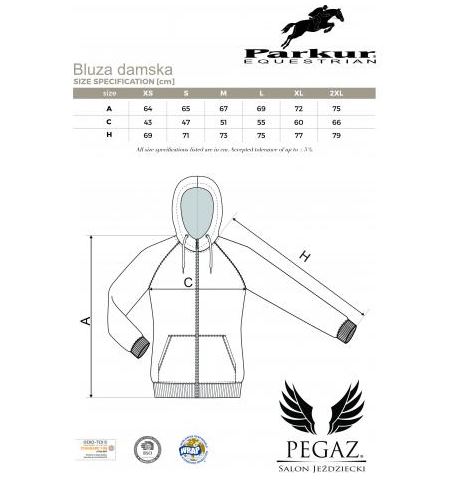 Parkur
EQUESTRIAN
Bluza damska
SIZE SPECIFICATION [cm]
size XS S M L XL 2XL
A 64 65 67 69 72 75
C 43 47 51 55 60 66
H 69 71 73 75 77 79
All size specifications listed are in cm. Accepted tolerance of up to ± 5%.
H
C
A
WRAP
PEGAZ
Salon Jeździecki